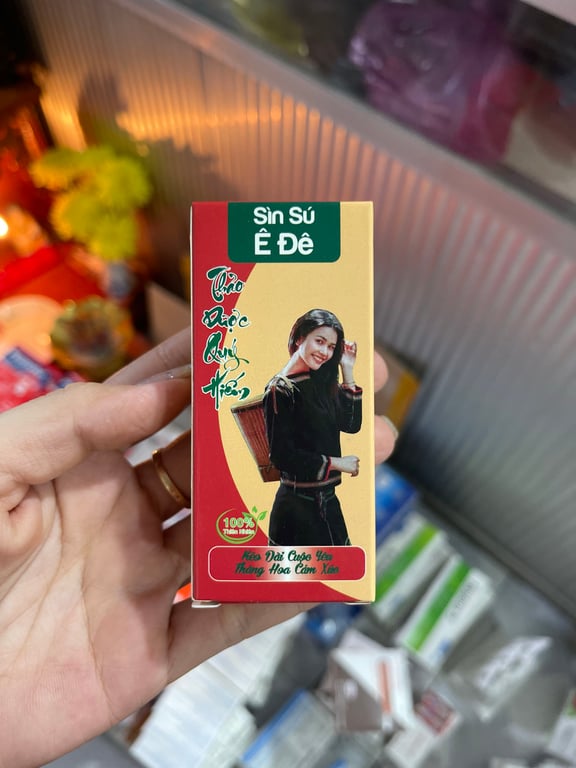 Sìn Sú
Ê Đê
Thảo
Dược
Quý
Hiếm
100%
Thiên Nhiên
Kéo Dài Cuộc Yêu
Thăng Hoa Cảm Xúc